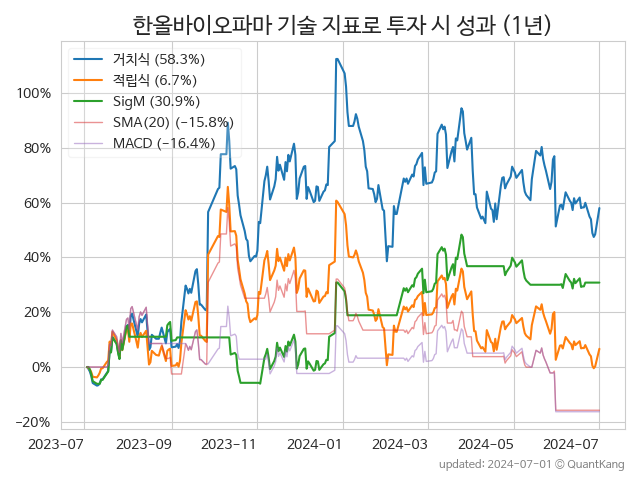 한올바이오파마 기술 지표로 투자 시 성과 (1년)
거치식 (58.3%)
적립식 (6.7%)
SigM (30.9%)
SMA(20) (−15.8%)
MACD (−16.4%)
100%
80%
60%
40%
20%
0%
−20%
2023-07 2023-09 2023-11 2024-01 2024-03 2024-05 2024-07
updated: 2024-07-01 © QuantKang